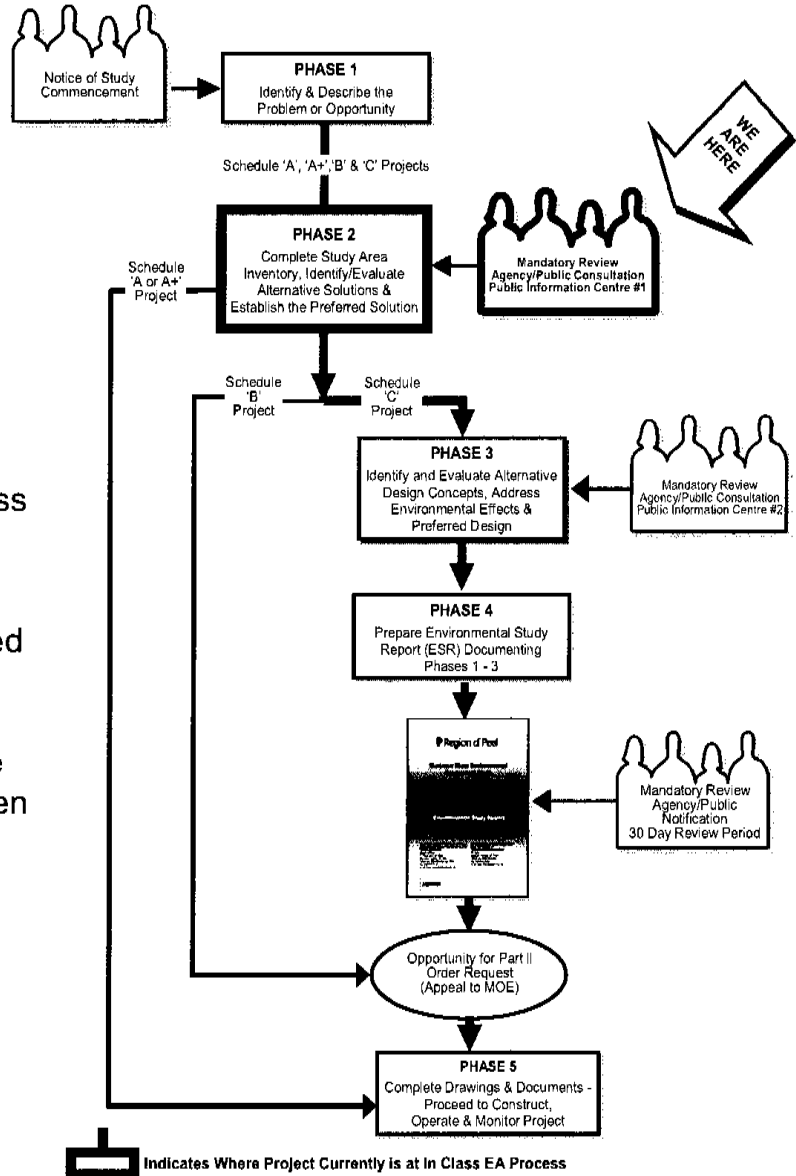 Notice of Study
Commencement
PHASE 1
Identify & Describe the
Problem or Opportunity
WE
ARE
HERE
Schedule 'A', 'A+','B' & 'C' Projects
PHASE 2
Complete Study Area
Inventory, Identify/Evaluate
Alternative Solutions &
Establish the Preferred Solution
Mandatory Review
Agency/Public Consultation
Public Information Centre #1
Schedule
'A or A+'
Project
Schedule
'B'
Project
Schedule
'C'
Project
PHASE 3
Identify and Evaluate Alternative
Design Concepts, Address
Environmental Effects &
Preferred Design
Mandatory Review
Agency/Public Consultation
Public Information Centre #2
ss
ed
e
en
PHASE 4
Prepare Environmental Study
Report (ESR) Documenting
Phases 1 - 3
Region of Peel
Mandatory Review
Agency/Public
Notification
30 Day Review Period
Opportunity for Part II
Order Request
(Appeal to MOE)
PHASE 5
Complete Drawings & Documents -
Proceed to Construct,
Operate & Monitor Project
Indicates Where Project Currently is at In Class EA Process